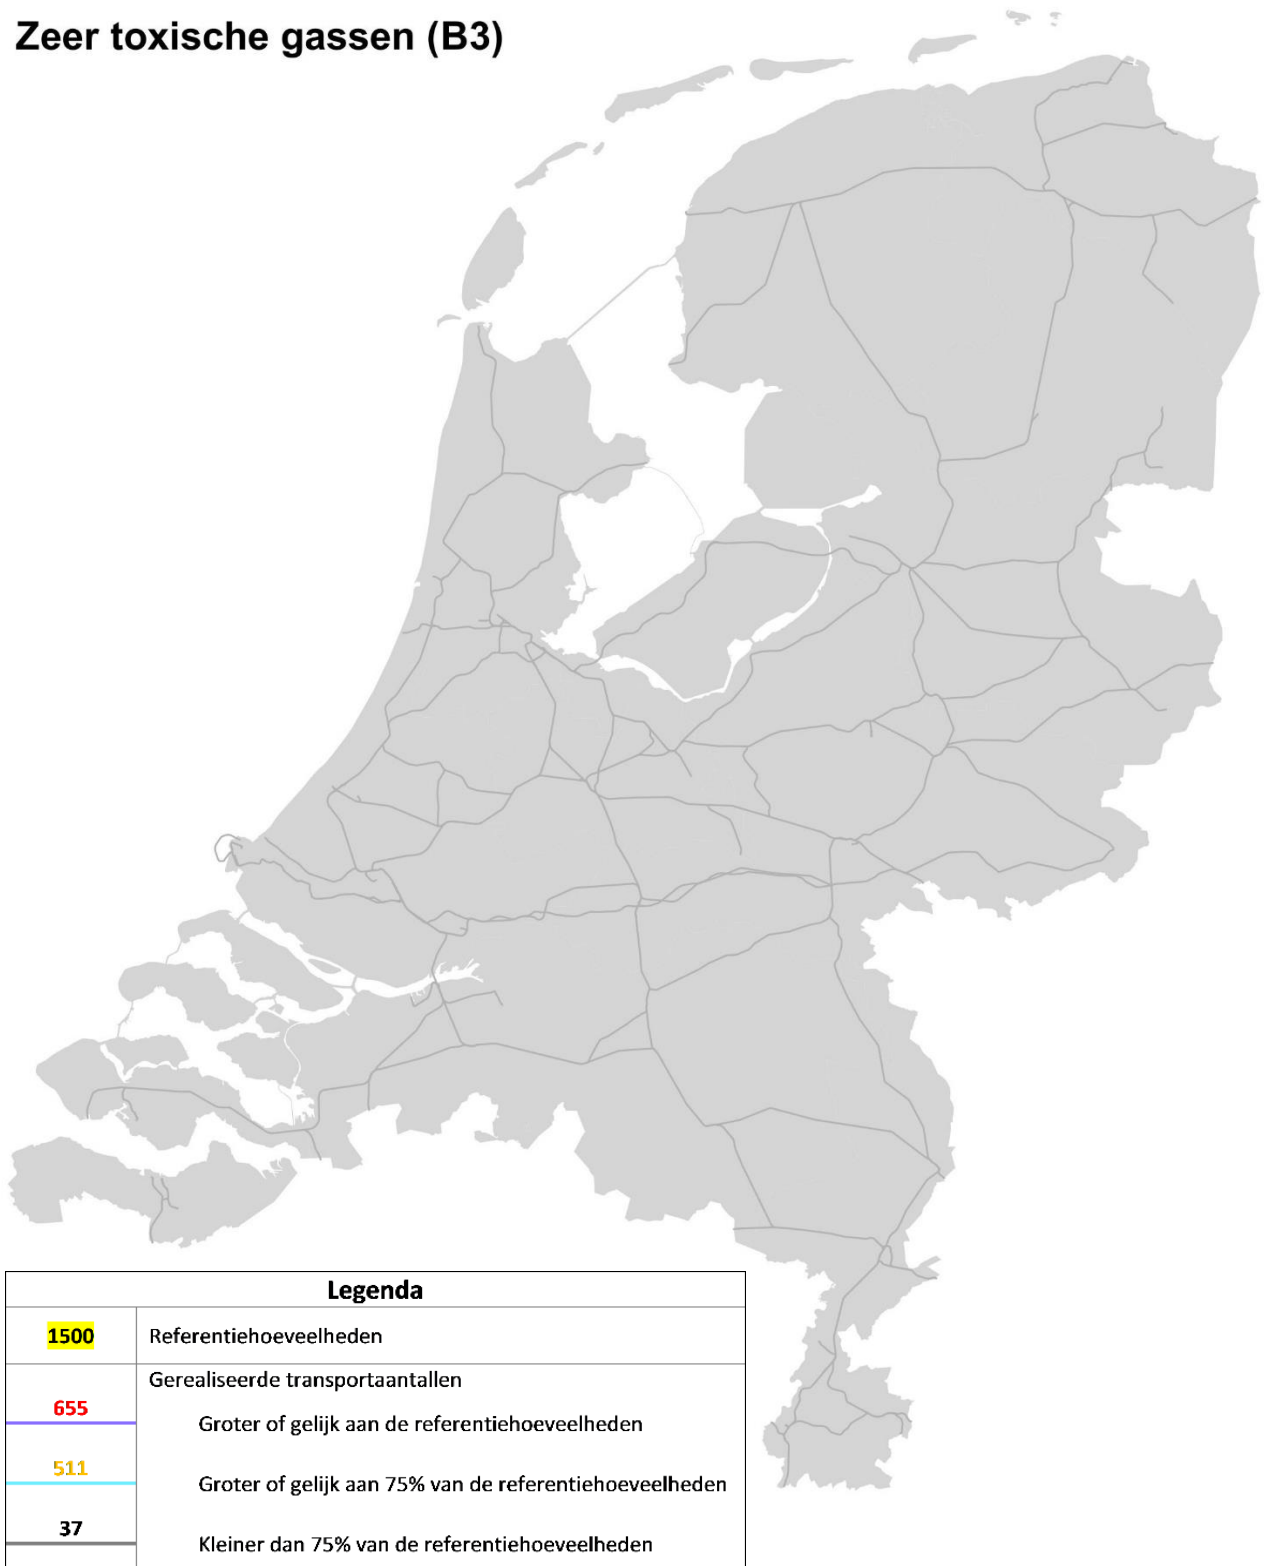 Zeer toxische gassen (B3)
Legenda
1500 Referentiehoeveelheden
Gerealiseerde transportaantallen
655
Groter of gelijk aan de referentiehoeveelheden
511
Groter of gelijk aan 75% van de referentiehoeveelheden
37
Kleiner dan 75% van de referentiehoeveelheden